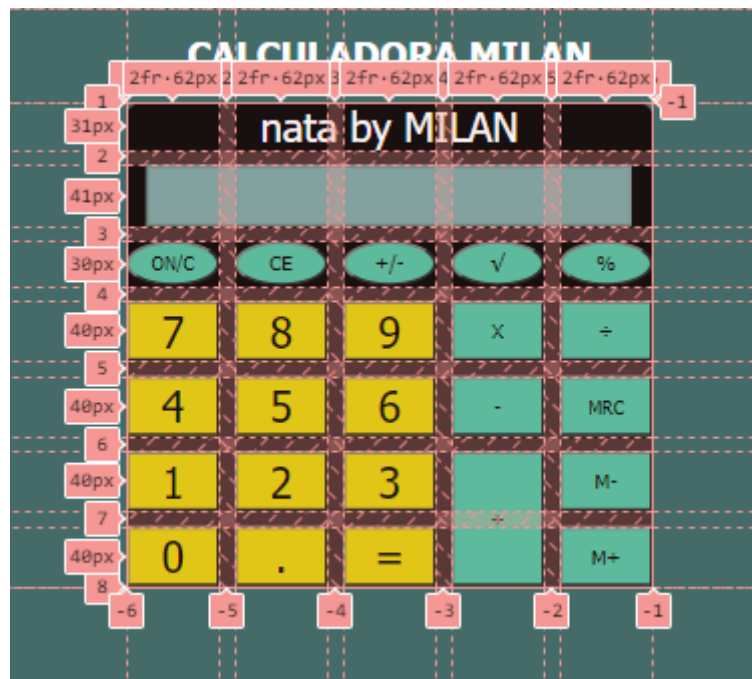 CALCULADORA MILAN
2fr·62px 2 2fr·62px 3 2fr·62px 4 2fr·62px 5 2fr·62px
1 -1
31px nata by MILAN
2
41px
3
30px ON/C CE +/- √ %
4
40px 7 8 9 X ÷
5
40px 4 5 6 - MRC
6
40px 1 2 3 M-
7 +
40px 0 . = M+
8
-6 -5 -4 -3 -2 -1